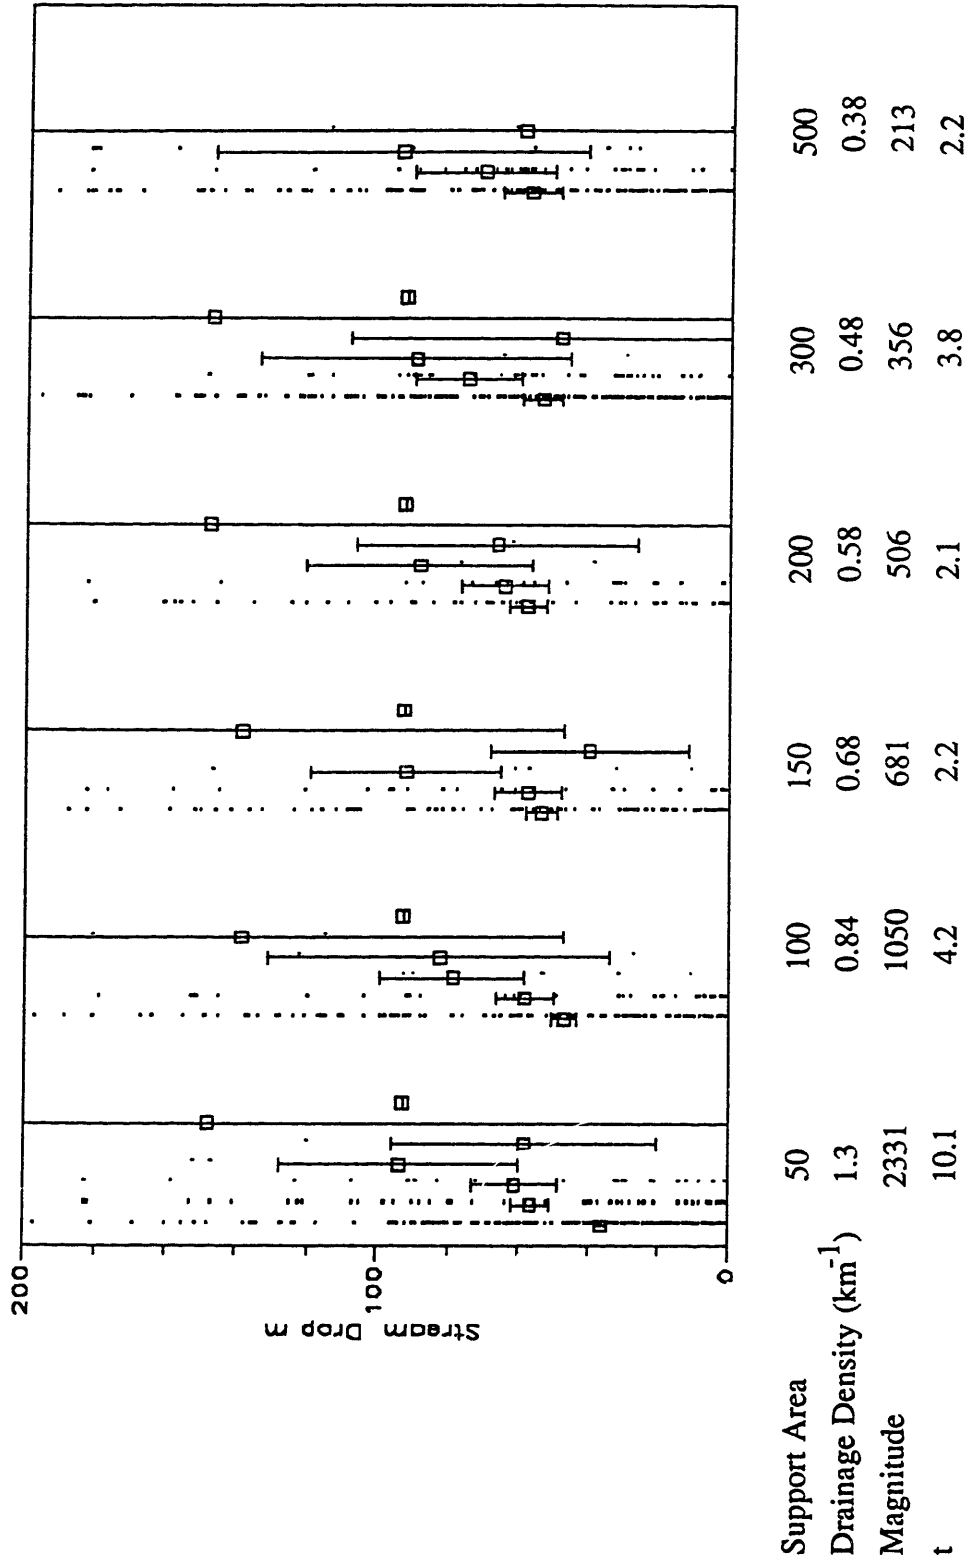 200
100
0
Stream Drop m
Support Area 50 100 150 200 300 500
Drainage Density (km-1) 1.3 0.84 0.68 0.58 0.48 0.38
Magnitude 2331 1050 681 506 356 213
t 10.1 4.2 2.2 2.1 3.8 2.2